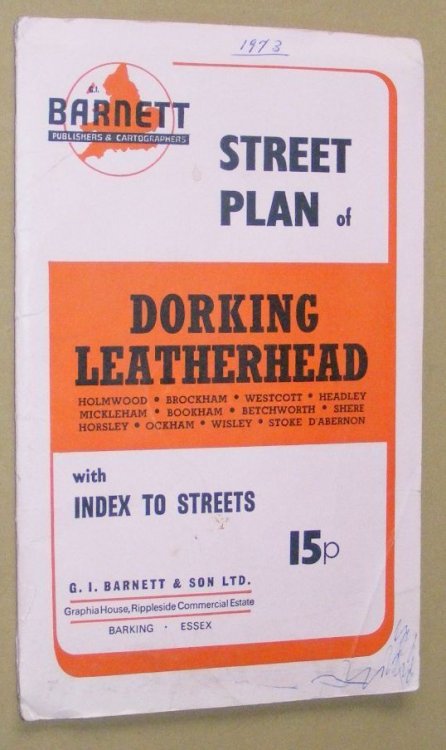 1973
G.I.
BARNETT
PUBLISHERS & CARTOGRAPHERS
STREET
PLAN of
DORKING
LEATHERHEAD
HOLMWOOD • BROCKHAM • WESTCOTT • HEADLEY
MICKLEHAM • BOOKHAM • BETCHWORTH • SHERE
HORSLEY • OCKHAM • WISLEY • STOKE D'ABERNON
with
INDEX TO STREETS
15p
G. I. BARNETT & SON LTD.
Graphia House, Rippleside Commercial Estate
BARKING · ESSEX